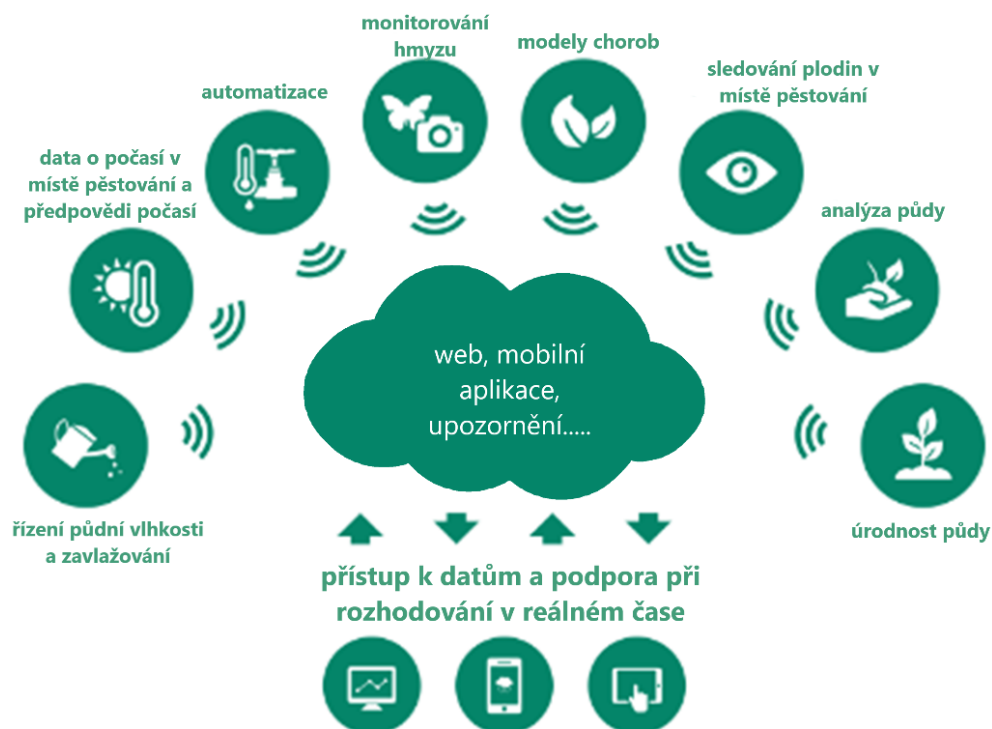 monitorování
hmyzu
modely chorob
sledování plodin v
místě pěstování
automatizace
data o počasí v
místě pěstování a
předpovědi počasí
analýza půdy
web, mobilní
aplikace,
upozornění.....
řízení půdní vlhkosti
a zavlažování
úrodnost půdy
přístup k datům a podpora při
rozhodování v reálném čase